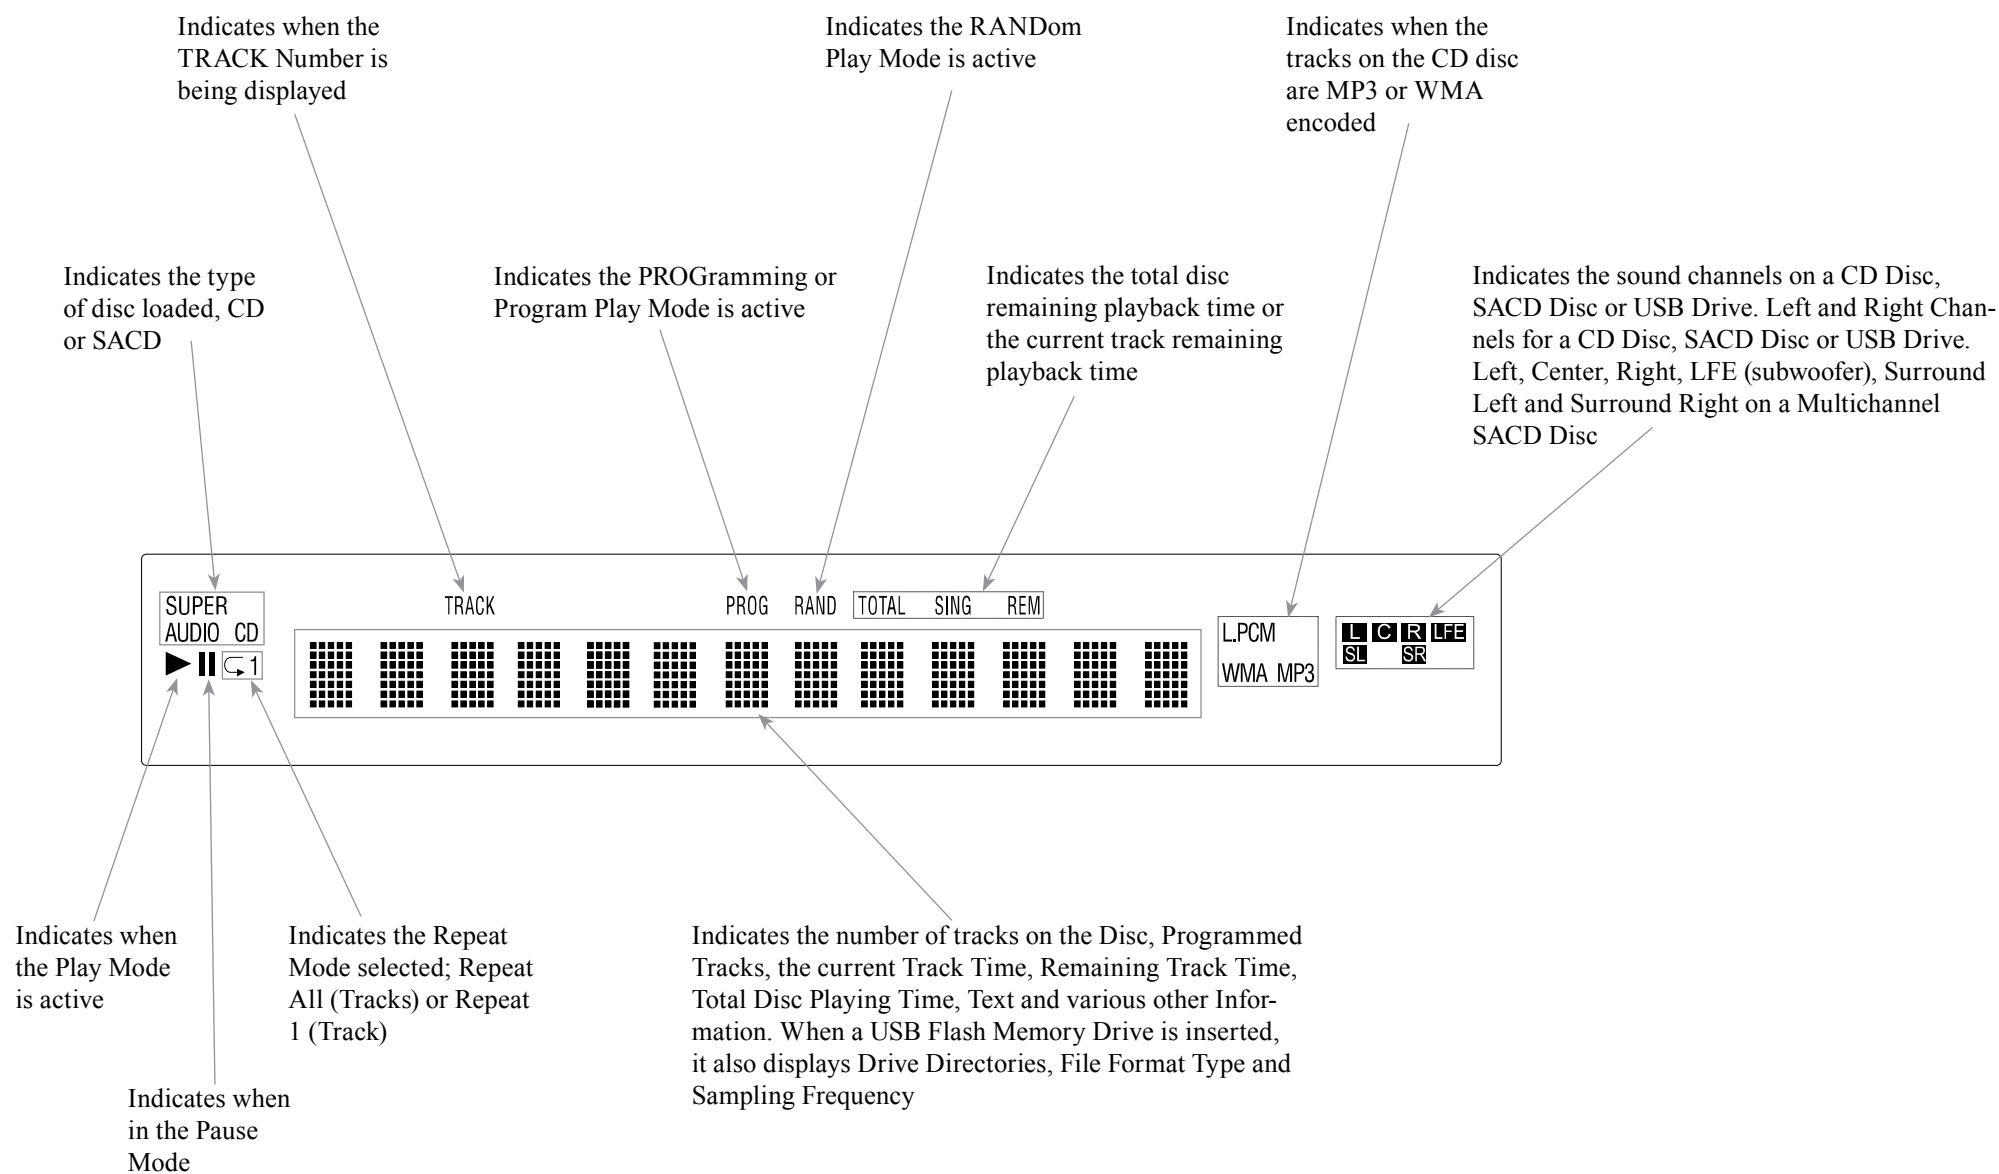 Indicates when the
TRACK Number is
being displayed
Indicates the RANDom
Play Mode is active
Indicates when the
tracks on the CD disc
are MP3 or WMA
encoded
Indicates the type
of disc loaded, CD
or SACD
Indicates the PROGramming or
Program Play Mode is active
Indicates the total disc
remaining playback time or
the current track remaining
playback time
Indicates the sound channels on a CD Disc,
SACD Disc or USB Drive. Left and Right Chan-
nels for a CD Disc, SACD Disc or USB Drive.
Left, Center, Right, LFE (subwoofer), Surround
Left and Surround Right on a Multichannel
SACD Disc
SUPER
AUDIO CD
1
TRACK
PROG
RAND
TOTAL SING REM
L.PCM
WMA MP3
L C R LFE
SL SR
Indicates when
the Play Mode
is active
Indicates the Repeat
Mode selected; Repeat
All (Tracks) or Repeat
1 (Track)
Indicates the number of tracks on the Disc, Programmed
Tracks, the current Track Time, Remaining Track Time,
Total Disc Playing Time, Text and various other Infor-
mation. When a USB Flash Memory Drive is inserted,
it also displays Drive Directories, File Format Type and
Sampling Frequency
Indicates when
in the Pause
Mode